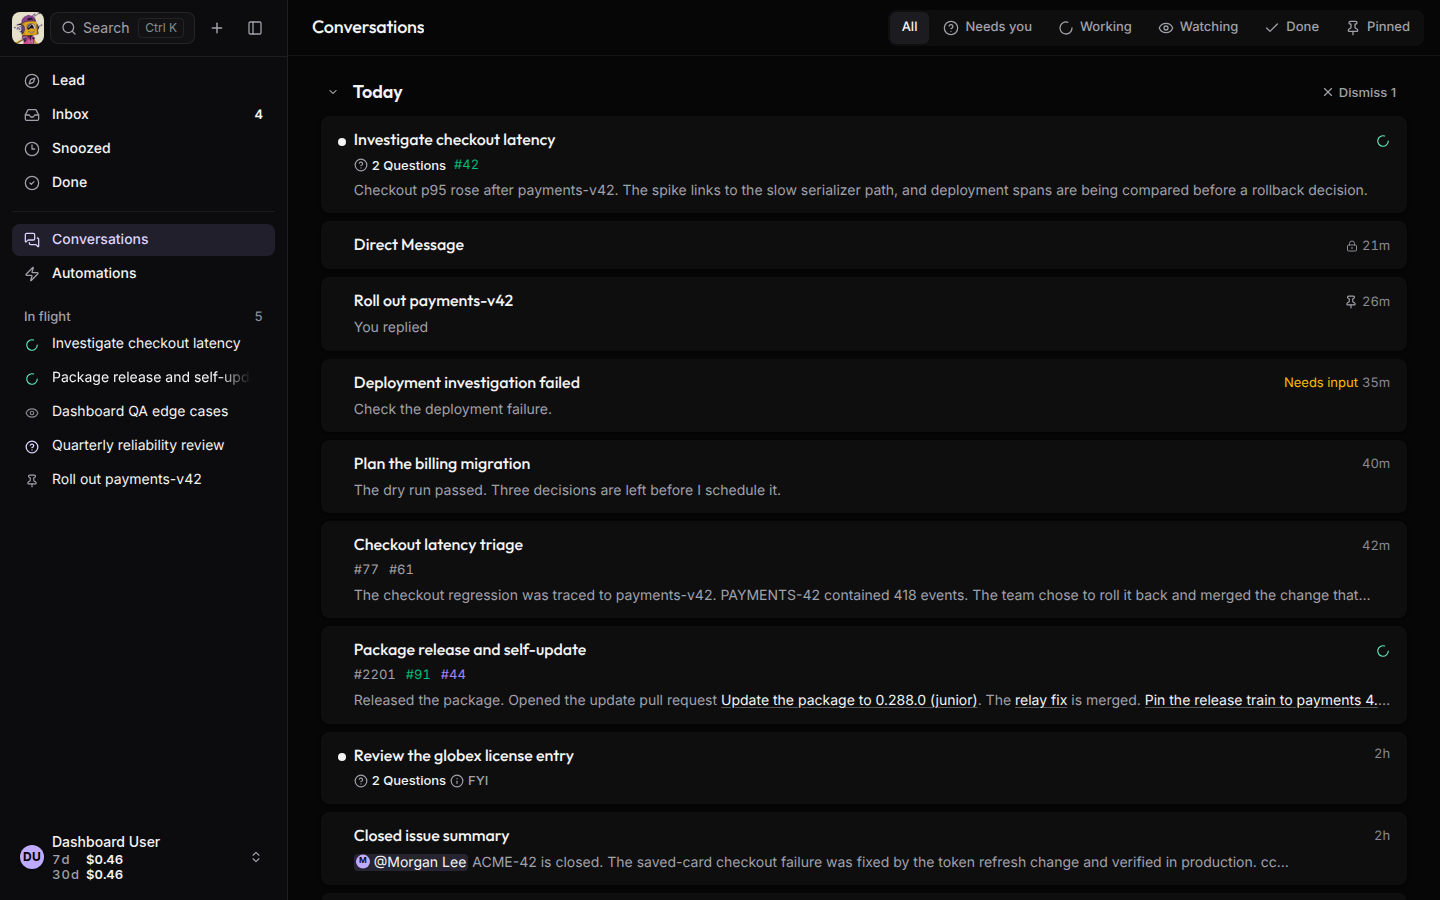 Search Ctrl K
Lead
Inbox 4
Snoozed
Done
Conversations
Automations
In flight 5
Investigate checkout latency
Package release and self-upd
Dashboard QA edge cases
Quarterly reliability review
Roll out payments-v42
DU Dashboard User
7d $0.46
30d $0.46
Conversations
All Needs you Working Watching Done Pinned
Today Dismiss 1
Investigate checkout latency
2 Questions #42
Checkout p95 rose after payments-v42. The spike links to the slow serializer path, and deployment spans are being compared before a rollback decision.
Direct Message 21m
Roll out payments-v42 26m
You replied
Deployment investigation failed Needs input 35m
Check the deployment failure.
Plan the billing migration 40m
The dry run passed. Three decisions are left before I schedule it.
Checkout latency triage 42m
#77 #61
The checkout regression was traced to payments-v42. PAYMENTS-42 contained 418 events. The team chose to roll it back and merged the change that...
Package release and self-update
#2201 #91 #44
Released the package. Opened the update pull request Update the package to 0.288.0 (junior). The relay fix is merged. Pin the release train to payments 4....
Review the globex license entry 2h
2 Questions FYI
Closed issue summary 2h
M @Morgan Lee ACME-42 is closed. The saved-card checkout failure was fixed by the token refresh change and verified in production. cc...